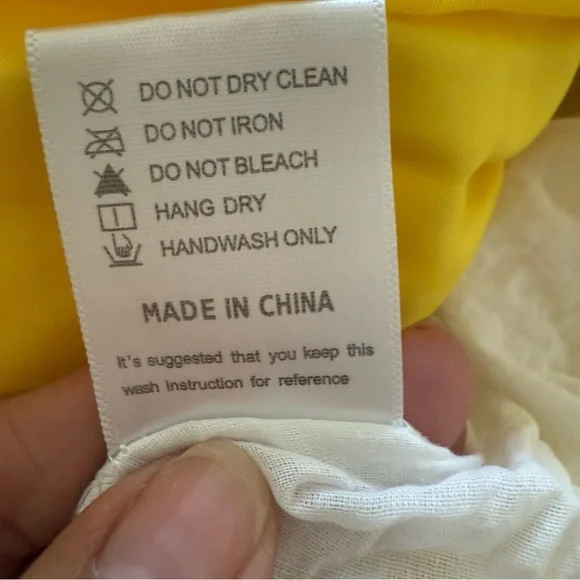 DO NOT DRY CLEAN
DO NOT IRON
DO NOT BLEACH
HANG DRY
HANDWASH ONLY
MADE IN CHINA
It's suggested that you keep this
wash Instruction for reference